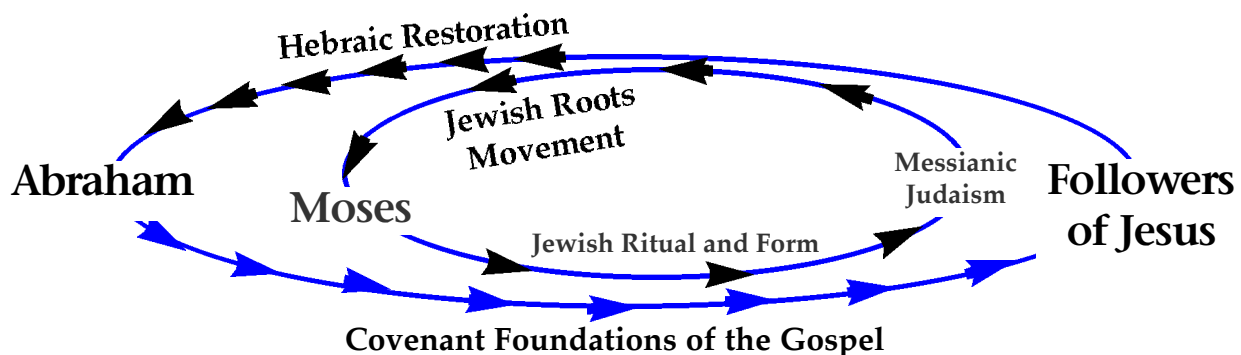 Hebraic Restoration
Jewish Roots
Movement
Abraham
Moses
Messianic
Judaism
Followers
of Jesus
Jewish Ritual and Form
Covenant Foundations of the Gospel